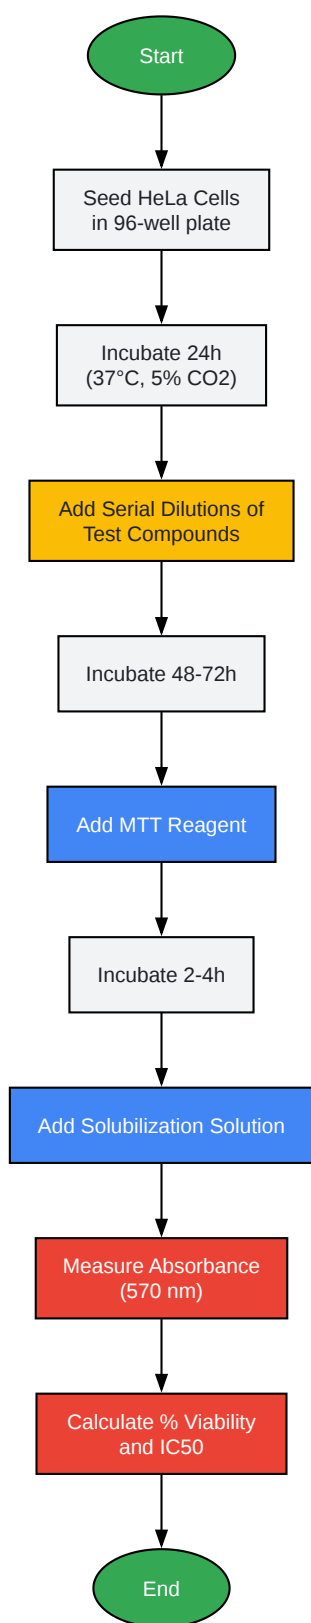 Start
Seed HeLa Cells
in 96-well plate
Incubate 24h
(37°C, 5% CO2)
Add Serial Dilutions of
Test Compounds
Incubate 48-72h
Add MTT Reagent
Incubate 2-4h
Add Solubilization Solution
Measure Absorbance
(570 nm)
Calculate % Viability
and IC50
End